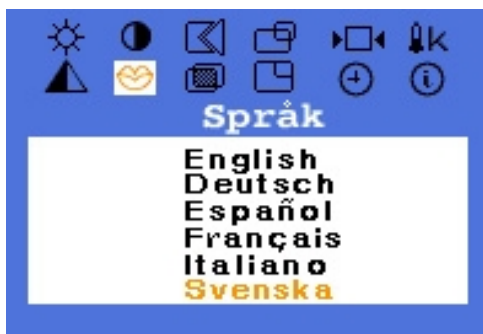 K
Språk
English
Deutsch
Español
Français
Italiano
Svenska